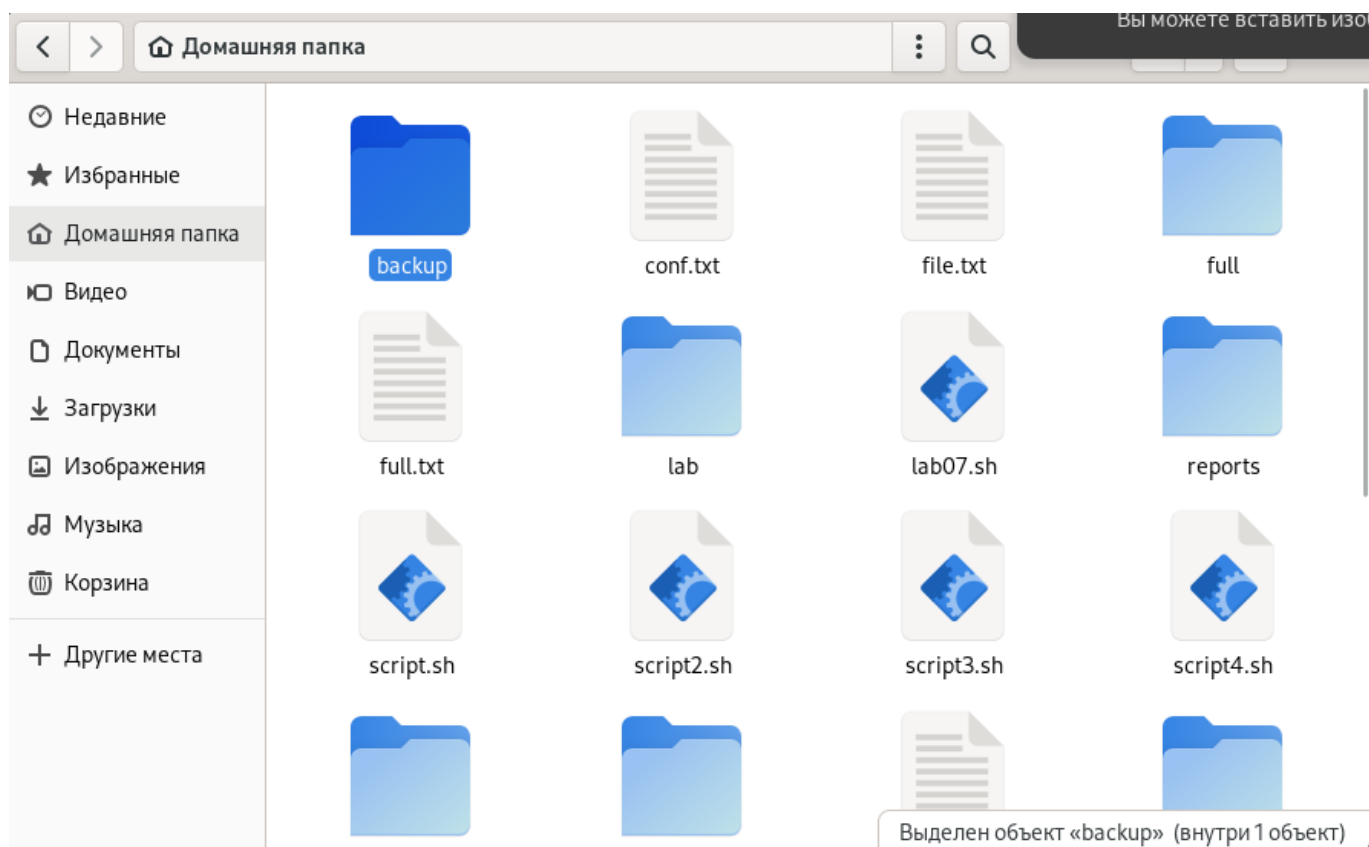 Вы можете вставить изо
Домашняя папка
Недавние
Избранные
Домашняя папка
Видео
Документы
Загрузки
Изображения
Музыка
Корзина
Другие места
backup
conf.txt
file.txt
full
full.txt
lab
lab07.sh
reports
script.sh
script2.sh
script3.sh
script4.sh
Выделен объект «backup» (внутри 1 объект)